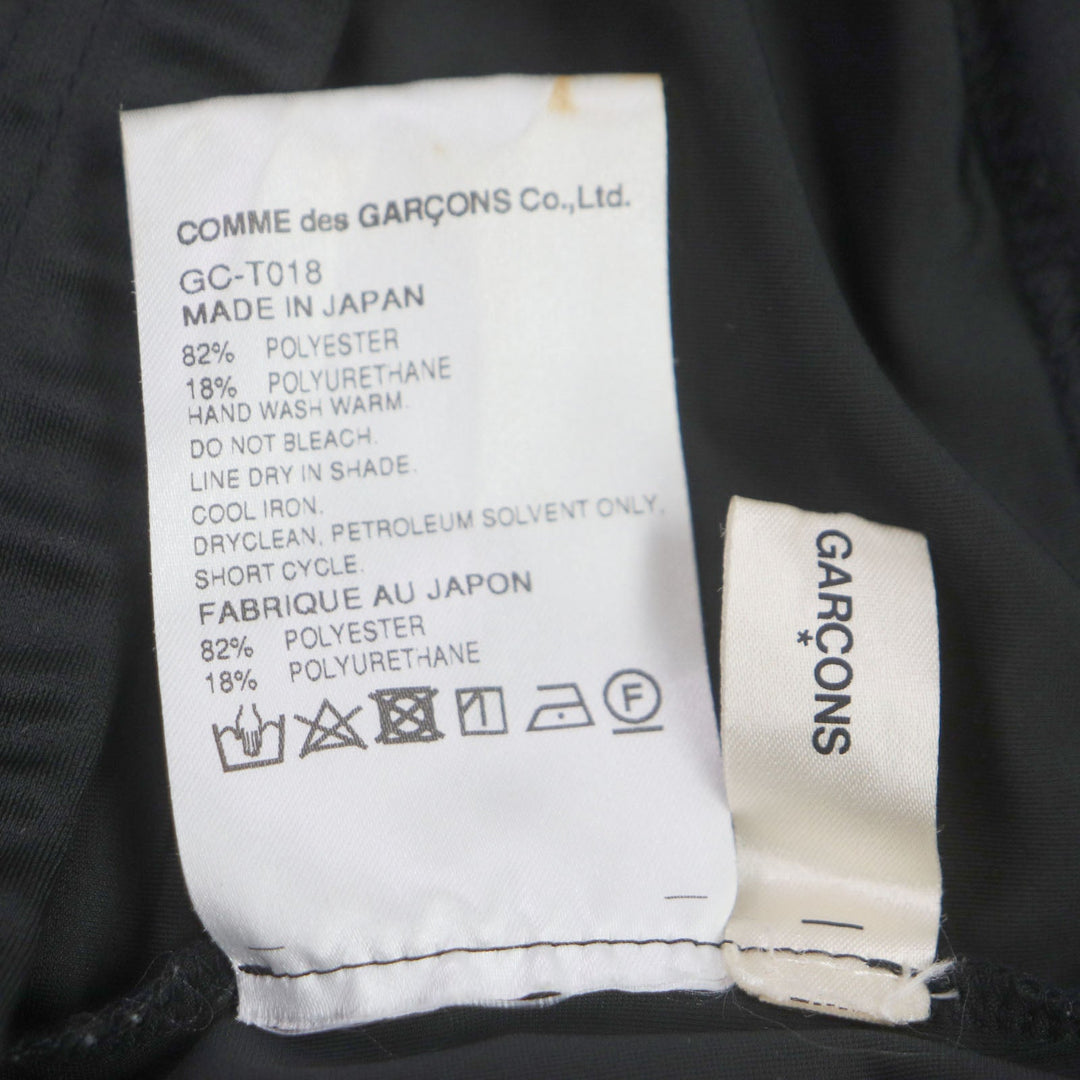 COMME des GARÇONS Co.,Ltd.
GC-T018
MADE IN JAPAN
82% POLYESTER
18% POLYURETHANE
HAND WASH WARM.
DO NOT BLEACH.
LINE DRY IN SHADE.
COOL IRON.
DRYCLEAN, PETROLEUM SOLVENT ONLY,
SHORT CYCLE.
FABRIQUE AU JAPON
82% POLYESTER
18% POLYURETHANE
F
GARÇONS
*